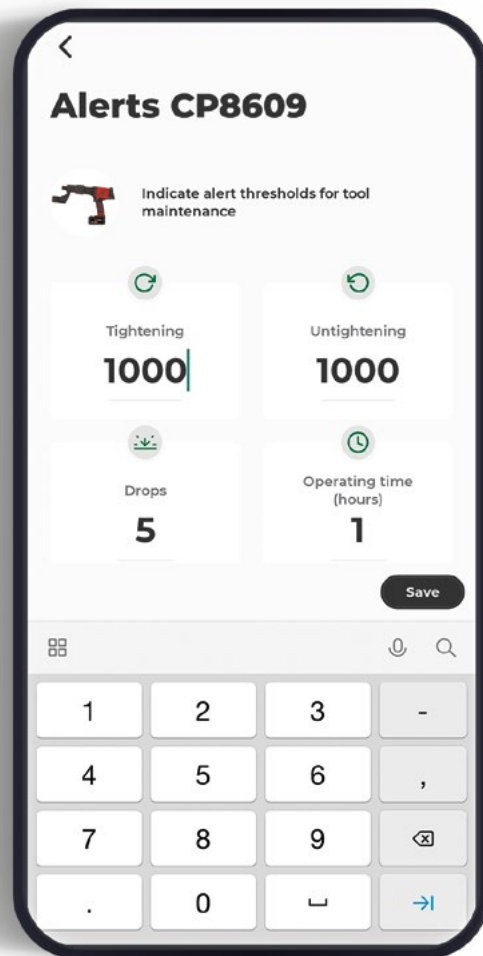 Alerts CP8609
Indicate alert thresholds for tool
maintenance
Tightening
1000
Untightening
1000
Drops
5
Operating time
(hours)
1
Save
1 2 3 -
4 5 6 ,
7 8 9
. 0